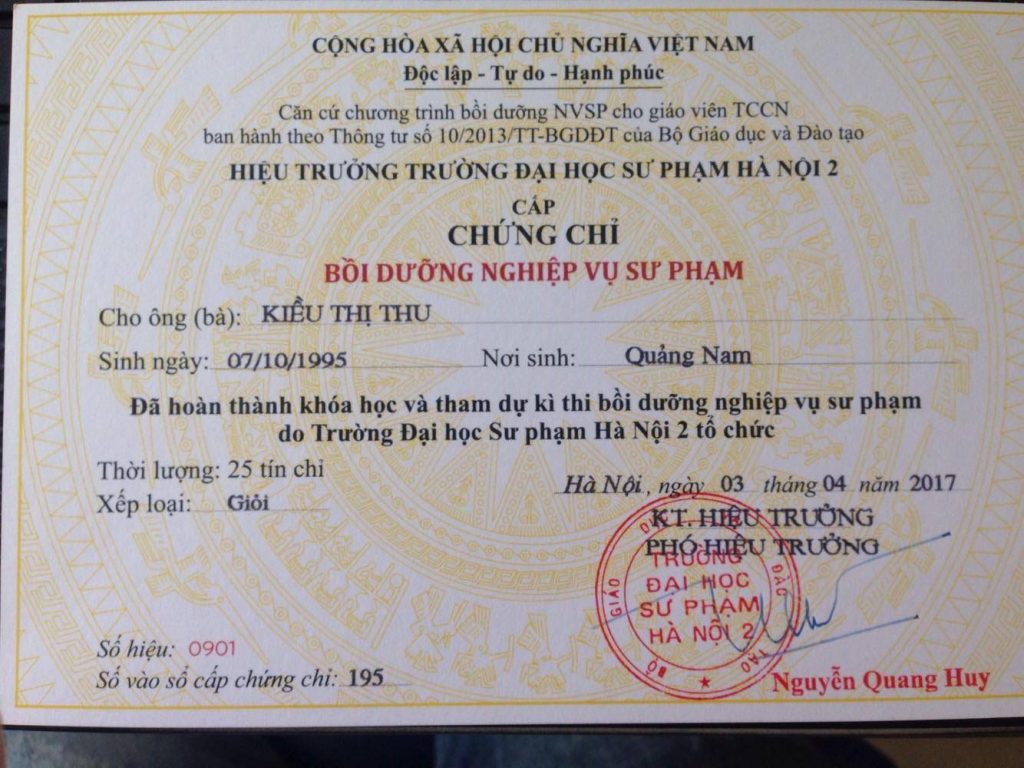 CỘNG HÒA XÃ HỘI CHỦ NGHĨA VIỆT NAM
Độc lập - Tự do - Hạnh phúc
Căn cứ chương trình bồi dưỡng NVSP cho giáo viên TCCN
ban hành theo Thông tư số 10/2013/TT-BGDĐT của Bộ Giáo dục và Đào tạo
HIỆU TRƯỞNG TRƯỜNG ĐẠI HỌC SƯ PHẠM HÀ NỘI 2
CẤP
CHỨNG CHỈ
BỒI DƯỠNG NGHIỆP VỤ SƯ PHẠM
Cho ông (bà): KIỀU THỊ THU
Sinh ngày: 07/10/1995 Nơi sinh: Quảng Nam
Đã hoàn thành khóa học và tham dự kì thi bồi dưỡng nghiệp vụ sư phạm
do Trường Đại học Sư phạm Hà Nội 2 tổ chức
Thời lượng: 25 tín chỉ
Xếp loại: Giỏi
Hà Nội, ngày 03 tháng 04 năm 2017
KT. HIỆU TRƯỞNG
PHÓ HIỆU TRƯỞNG
BỘ GIÁO DỤC VÀ ĐÀO TẠO
TRƯỜNG
ĐẠI HỌC
SƯ PHẠM
HÀ NỘI 2
Số hiệu: 0901
Số vào sổ cấp chứng chỉ: 195
Nguyễn Quang Huy